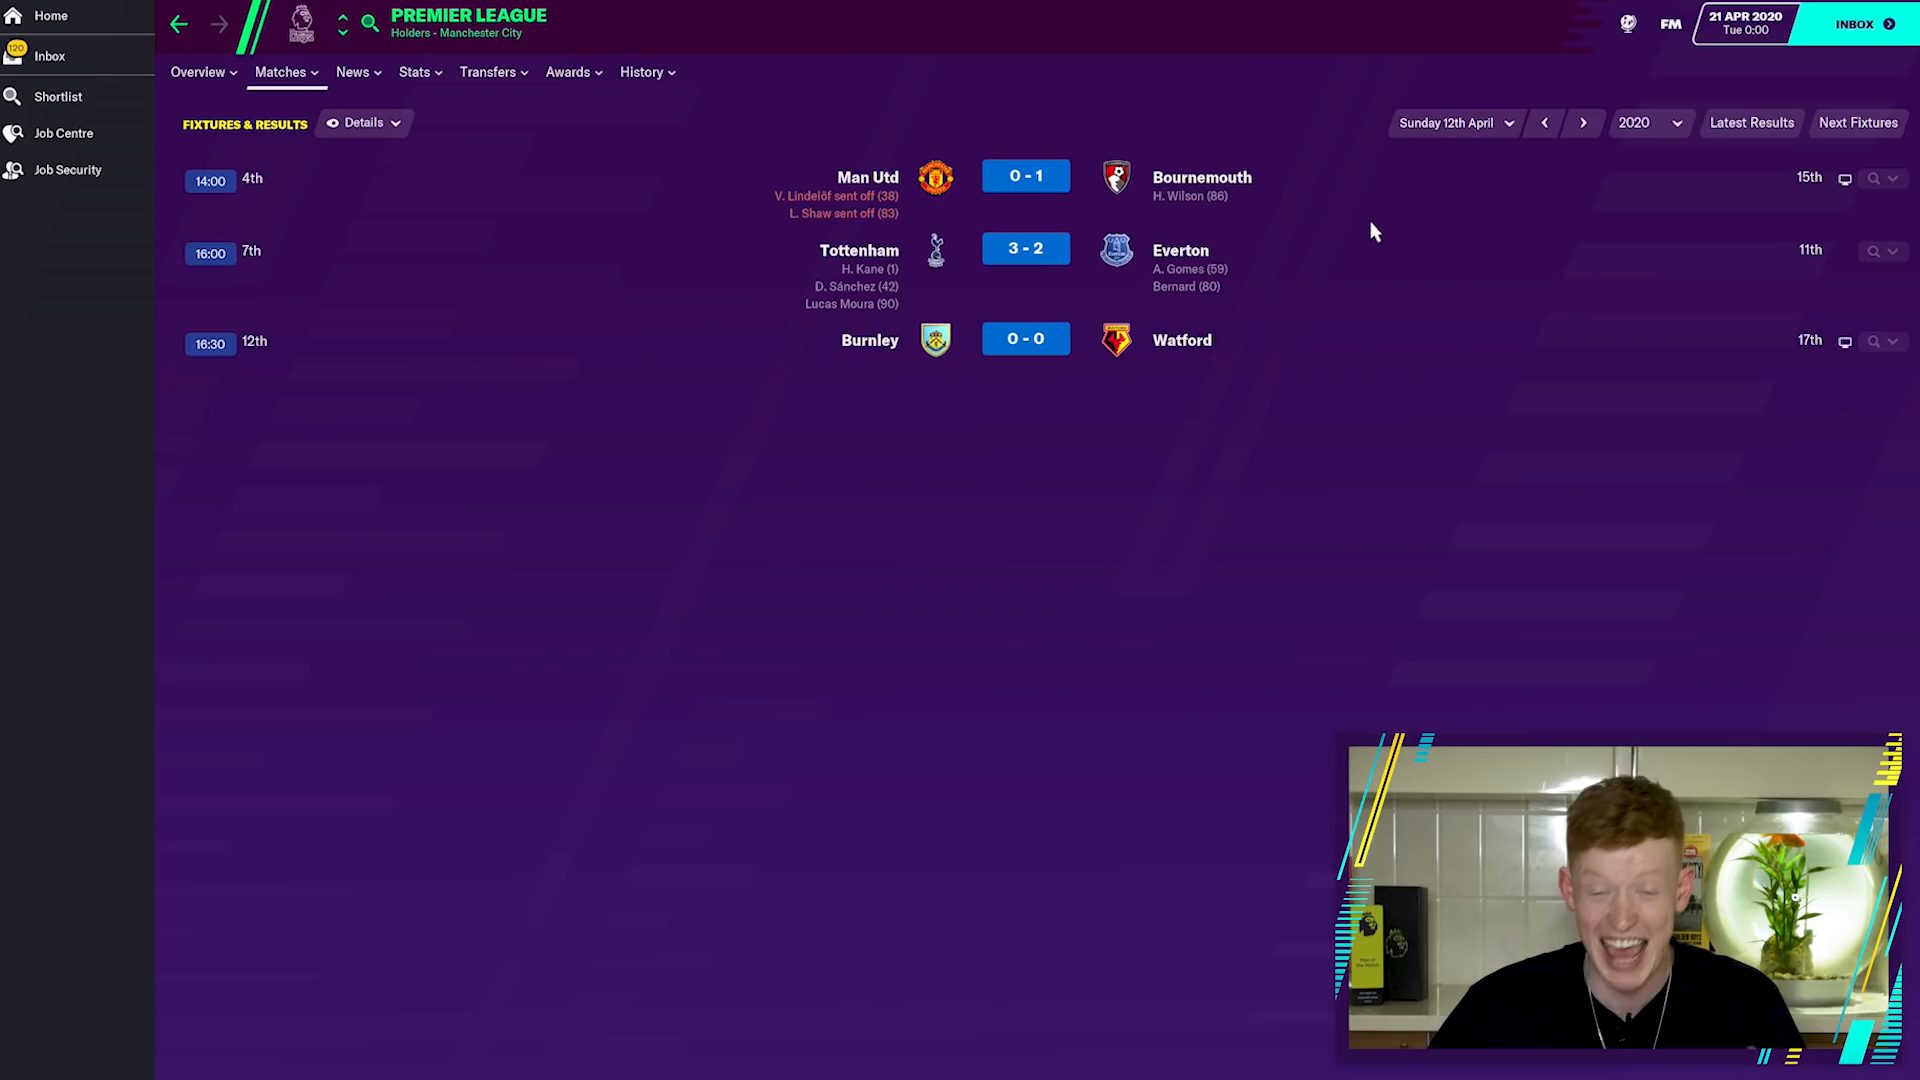 Home
120
Inbox
Shortlist
Job Centre
Job Security
PREMIER LEAGUE
Holders - Manchester City
FM
21 APR 2020
Tue 0:00
INBOX
Overview
Matches
News
Stats
Transfers
Awards
History
FIXTURES & RESULTS
Details
Sunday 12th April
2020
Latest Results
Next Fixtures
14:00 4th Man Utd 0 - 1 Bournemouth 15th
V. Lindelöf sent off (38) H. Wilson (86)
L. Shaw sent off (83)
16:00 7th Tottenham 3 - 2 Everton 11th
H. Kane (1) A. Gomes (59)
D. Sánchez (42) Bernard (80)
Lucas Moura (90)
16:30 12th Burnley 0 - 0 Watford 17th